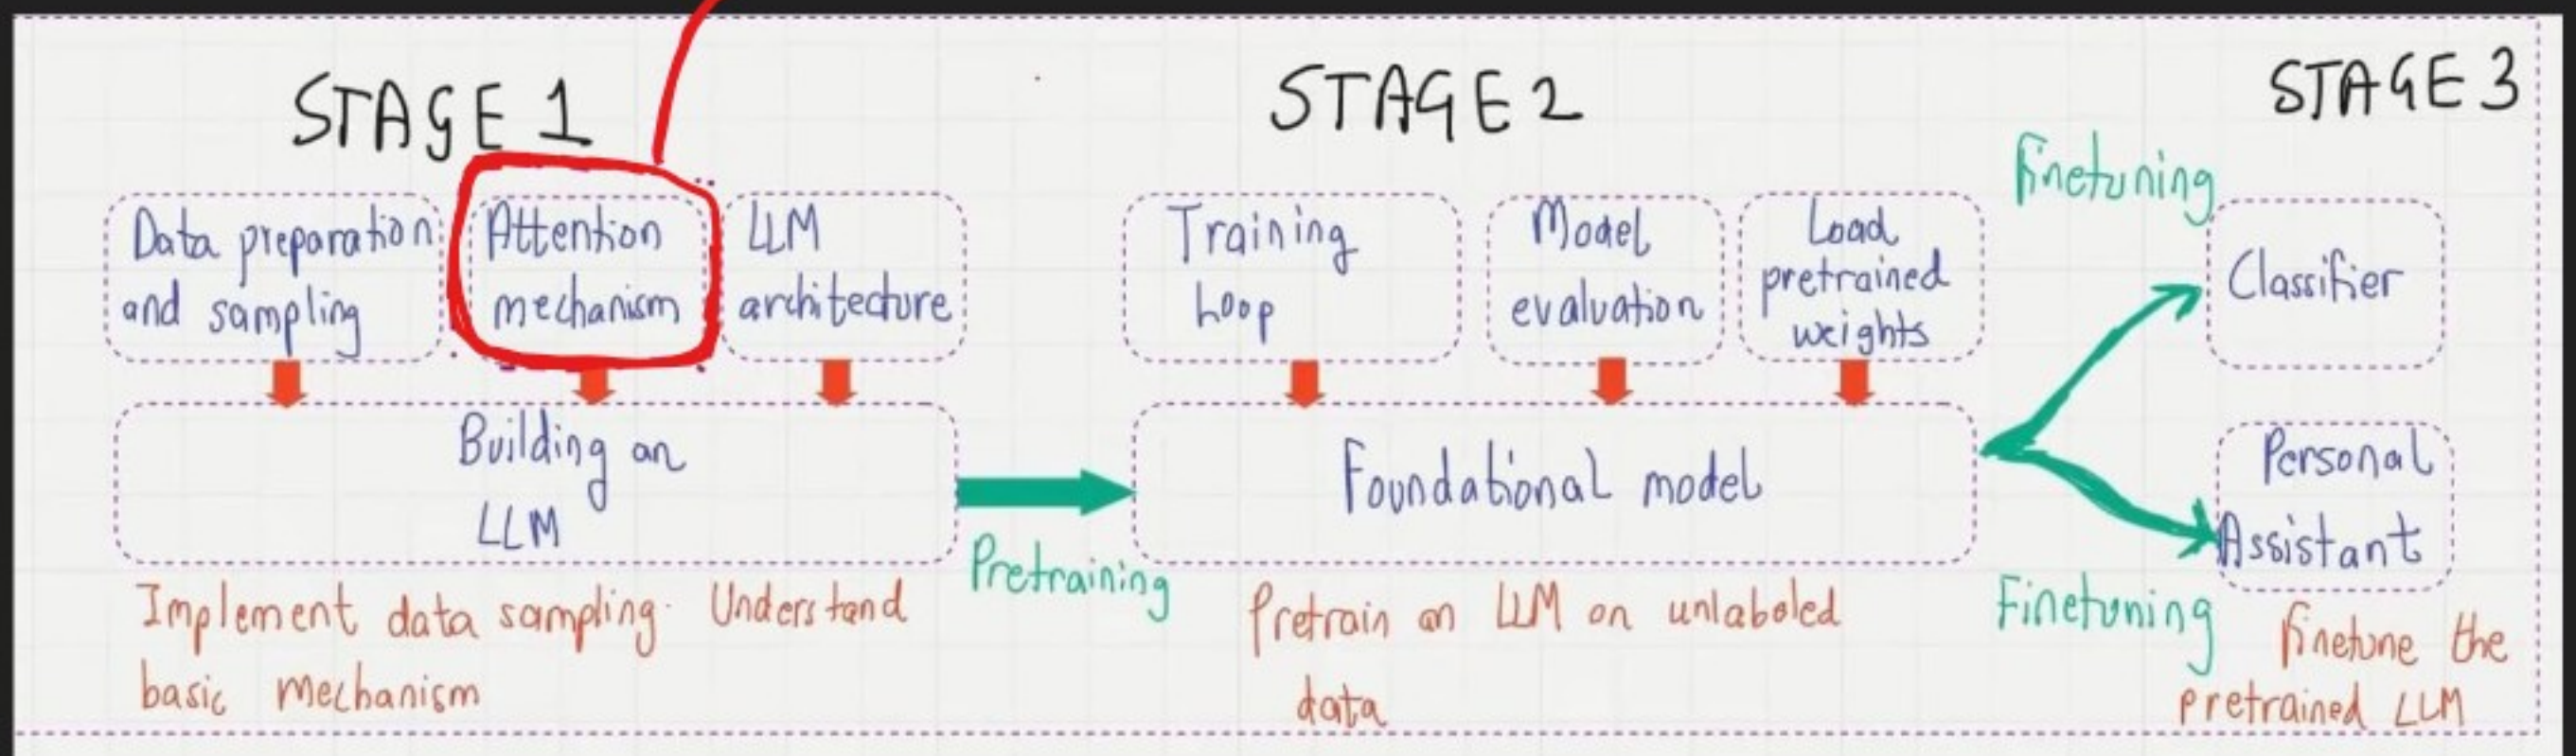 STAGE 1
Data preparation
and sampling
Attention
mechanism
LLM
architecture
Building an
LLM
Implement data sampling. Understand
basic mechanism
Pretraining
STAGE 2
Training
Loop
Model
evaluation
Load
pretrained
weights
Foundational model
Pretrain an LLM on unlabeled
data
STAGE 3
Finetuning
Classifier
Personal
Assistant
Finetuning
Finetune the
pretrained LLM